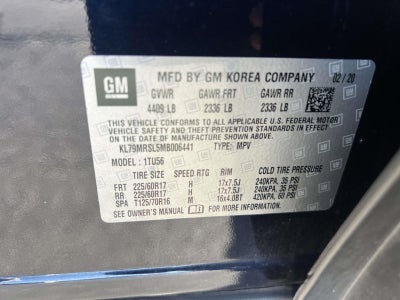 GM
MFD BY GM KOREA COMPANY 02/20
GVWR GAWR FRT GAWR RR
4409 LB 2336 LB 2336 LB
THIS VEHICLE CONFORMS TO ALL APPLICABLE U.S. FEDERAL MOTOR
VEHICLE SAFETY STANDARDS IN EFFECT ON THE DATE OF
MANUFACTURE SHOWN ABOVE.
KL79MRSL5MB006441 TYPE: MPV
MODEL: 1TU56
TIRE SIZE SPEED RTG RIM COLD TIRE PRESSURE
FRT 225/60R17 H 17x7.5J 240KPA, 35 PSI
RR 225/60R17 H 17x7.5J 240KPA, 35 PSI
SPA T125/70R16 M 16x4.0BT 420KPA, 60 PSI
SEE OWNER'S MANUAL FOR MORE INFORMATION.